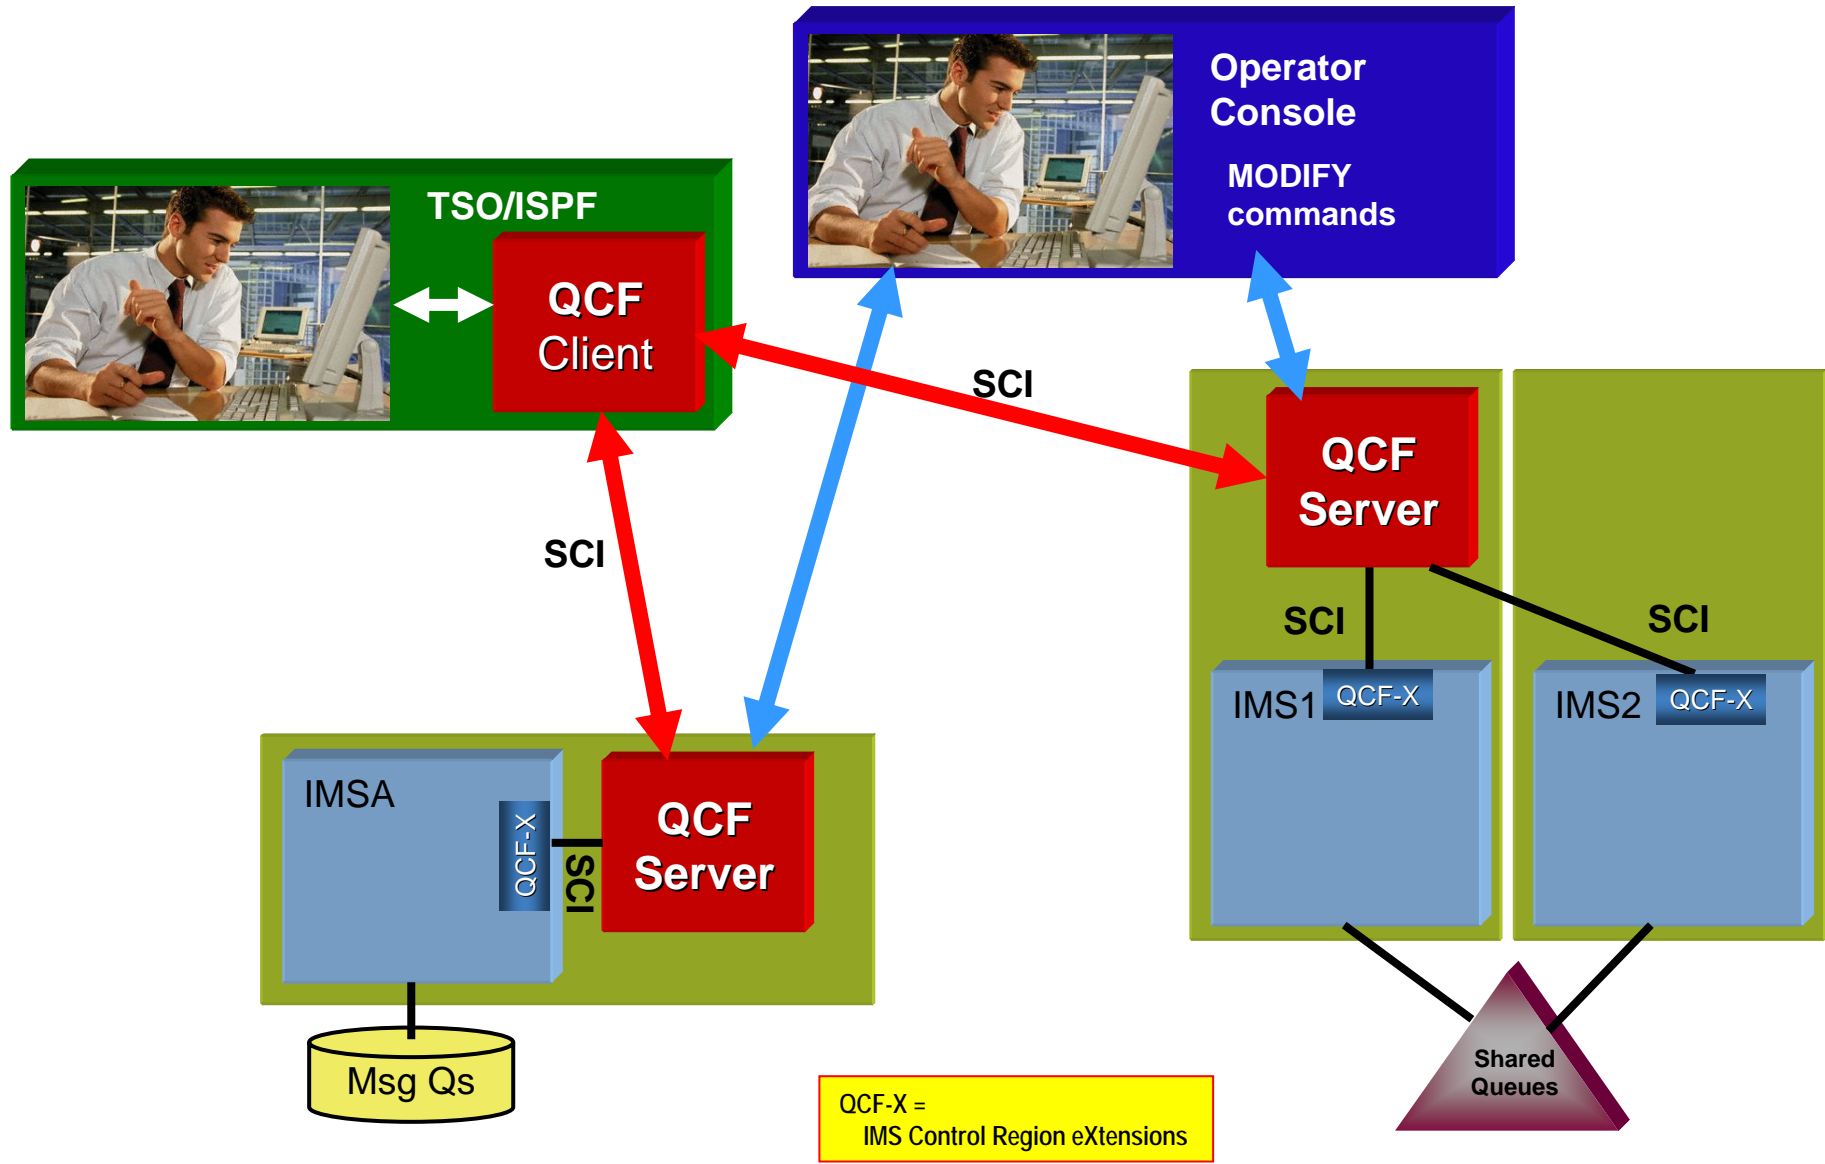 Operator
Console
MODIFY
commands
TSO/ISPF
QCF
Client
SCI
SCI
QCF
Server
SCI
SCI
IMS1
QCF-X
IMS2
QCF-X
IMSA
QCF-X
SCI
QCF
Server
Msg Qs
Shared
Queues
QCF-X =
IMS Control Region eXtensions